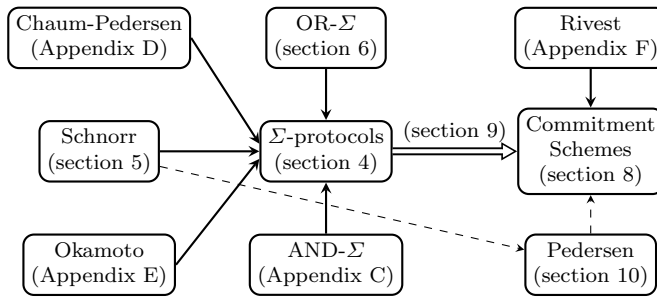 Chaum-Pedersen
(Appendix D)
OR-Σ
(section 6)
Rivest
(Appendix F)
Schnorr
(section 5)
Σ-protocols
(section 4)
(section 9)
Commitment
Schemes
(section 8)
Okamoto
(Appendix E)
AND-Σ
(Appendix C)
Pedersen
(section 10)